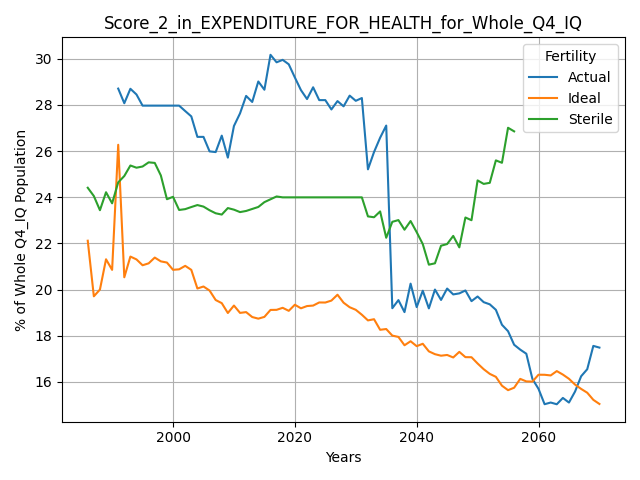 Score_2_in_EXPENDITURE_FOR_HEALTH_for_Whole_Q4_IQ
Fertility
Actual
Ideal
Sterile
% of Whole Q4_IQ Population
30
28
26
24
22
20
18
16
2000 2020 2040 2060
Years